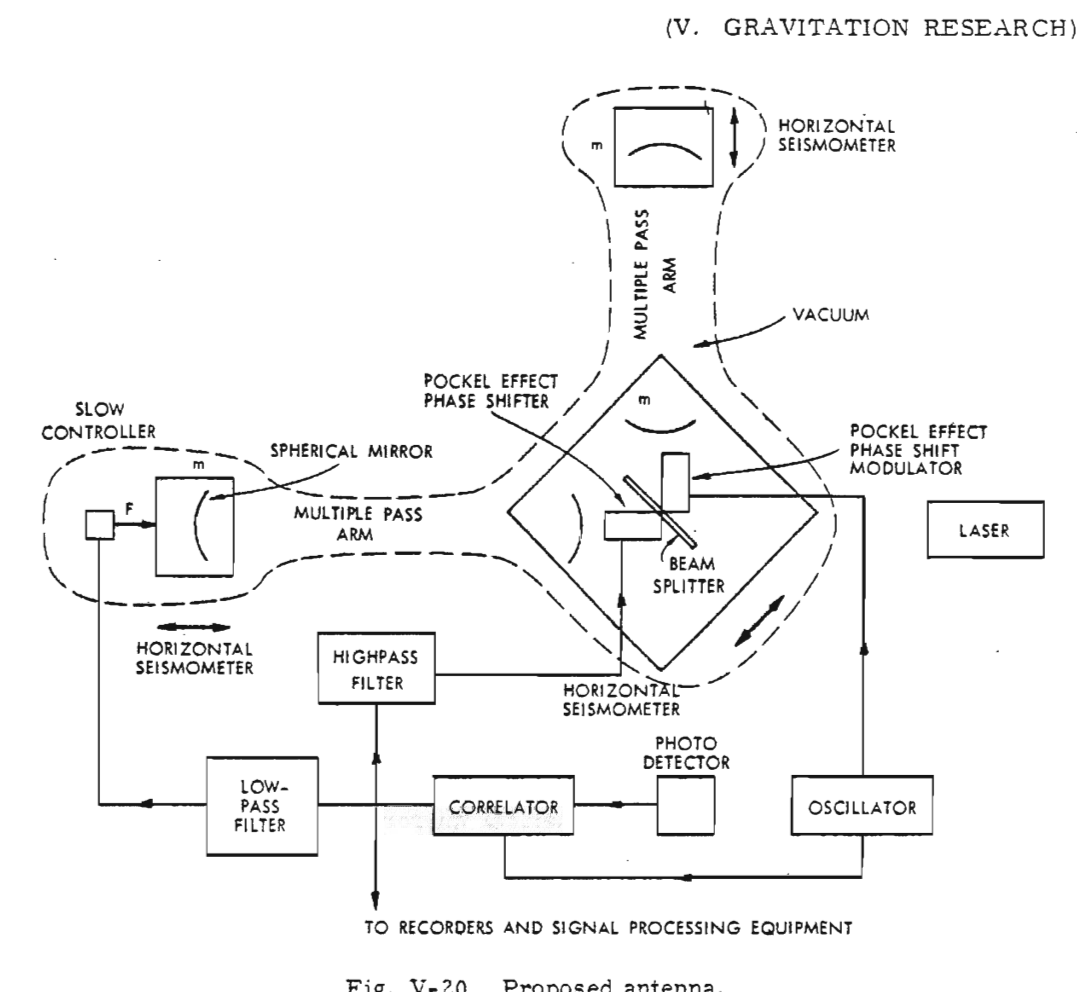 (V. GRAVITATION RESEARCH)
m
HORIZONTAL
SEISMOMETER
MULTIPLE PASS
ARM
VACUUM
POCKEL EFFECT
PHASE SHIFTER
m
SLOW
CONTROLLER
SPHERICAL MIRROR
POCKEL EFFECT
PHASE SHIFT
MODULATOR
m
F
MULTIPLE PASS
ARM
LASER
BEAM
SPLITTER
HORIZONTAL
SEISMOMETER
HIGHPASS
FILTER
HORIZONTAL
SEISMOMETER
PHOTO
DETECTOR
LOW-
PASS
FILTER
CORRELATOR
OSCILLATOR
TO RECORDERS AND SIGNAL PROCESSING EQUIPMENT
Fig. V-20. Proposed antenna.